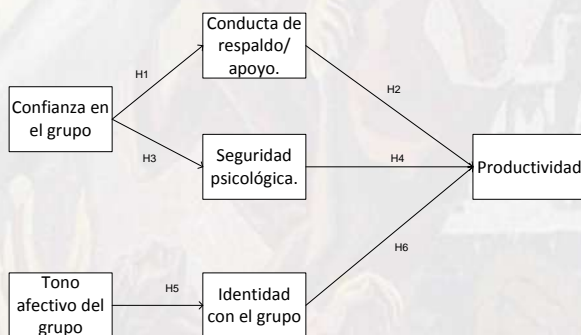 Conducta de
respaldo/
apoyo.
H1
H2
Confianza en
el grupo
H3
Seguridad
psicológica.
H4
Productividad
H6
Tono
afectivo del
grupo
H5
Identidad
con el grupo